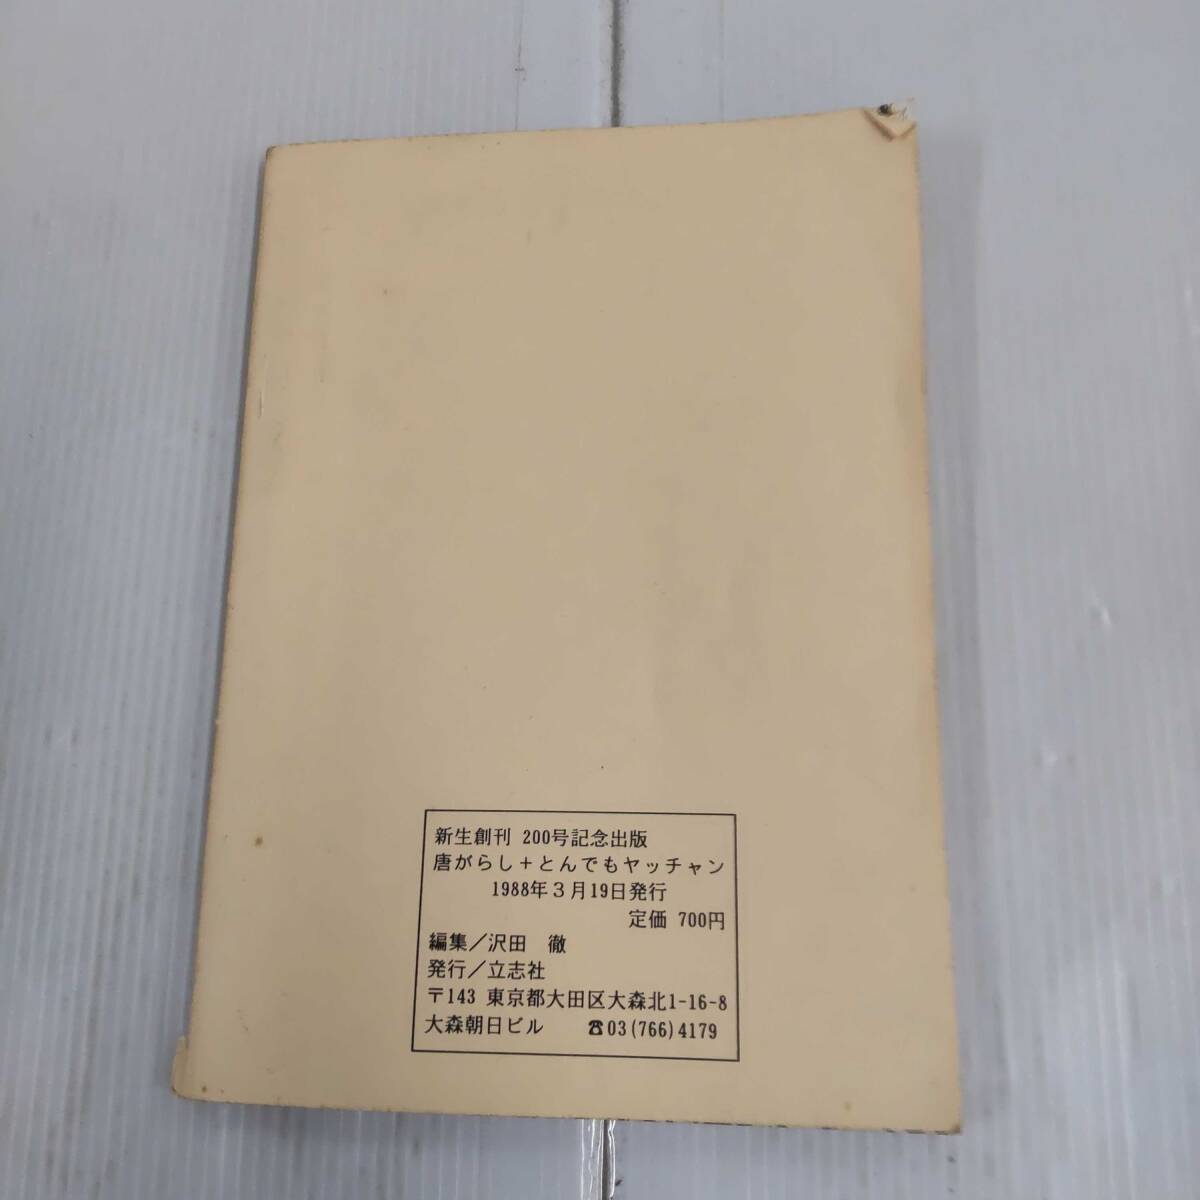 新生創刊 200号記念出版
唐がらし+とんでもヤッチャン
1988年3月19日発行
定価 700円
編集/沢田 徹
発行/立志社
〒143 東京都大田区大森北1-16-8
大森朝日ビル ☎03(766)4179